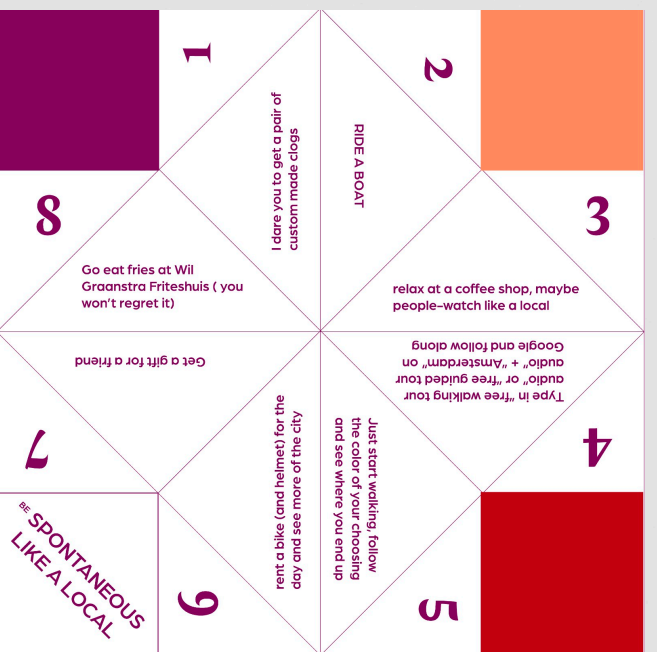 1
2
I dare you to get a pair of
custom made clogs
RIDE A BOAT
8
3
Go eat fries at Wil
Graanstra Friteshuis ( you
won't regret it)
relax at a coffee shop, maybe
people-watch like a local
Get a gift for a friend
Type in "free walking tour
audio" or "free guided tour
audio" + "Amsterdam" on
Google and follow along
7
4
rent a bike (and helmet) for the
day and see more of the city
Just start walking, follow
the color of your choosing
and see where you end up
BE SPONTANEOUS
LIKE A LOCAL
6
5